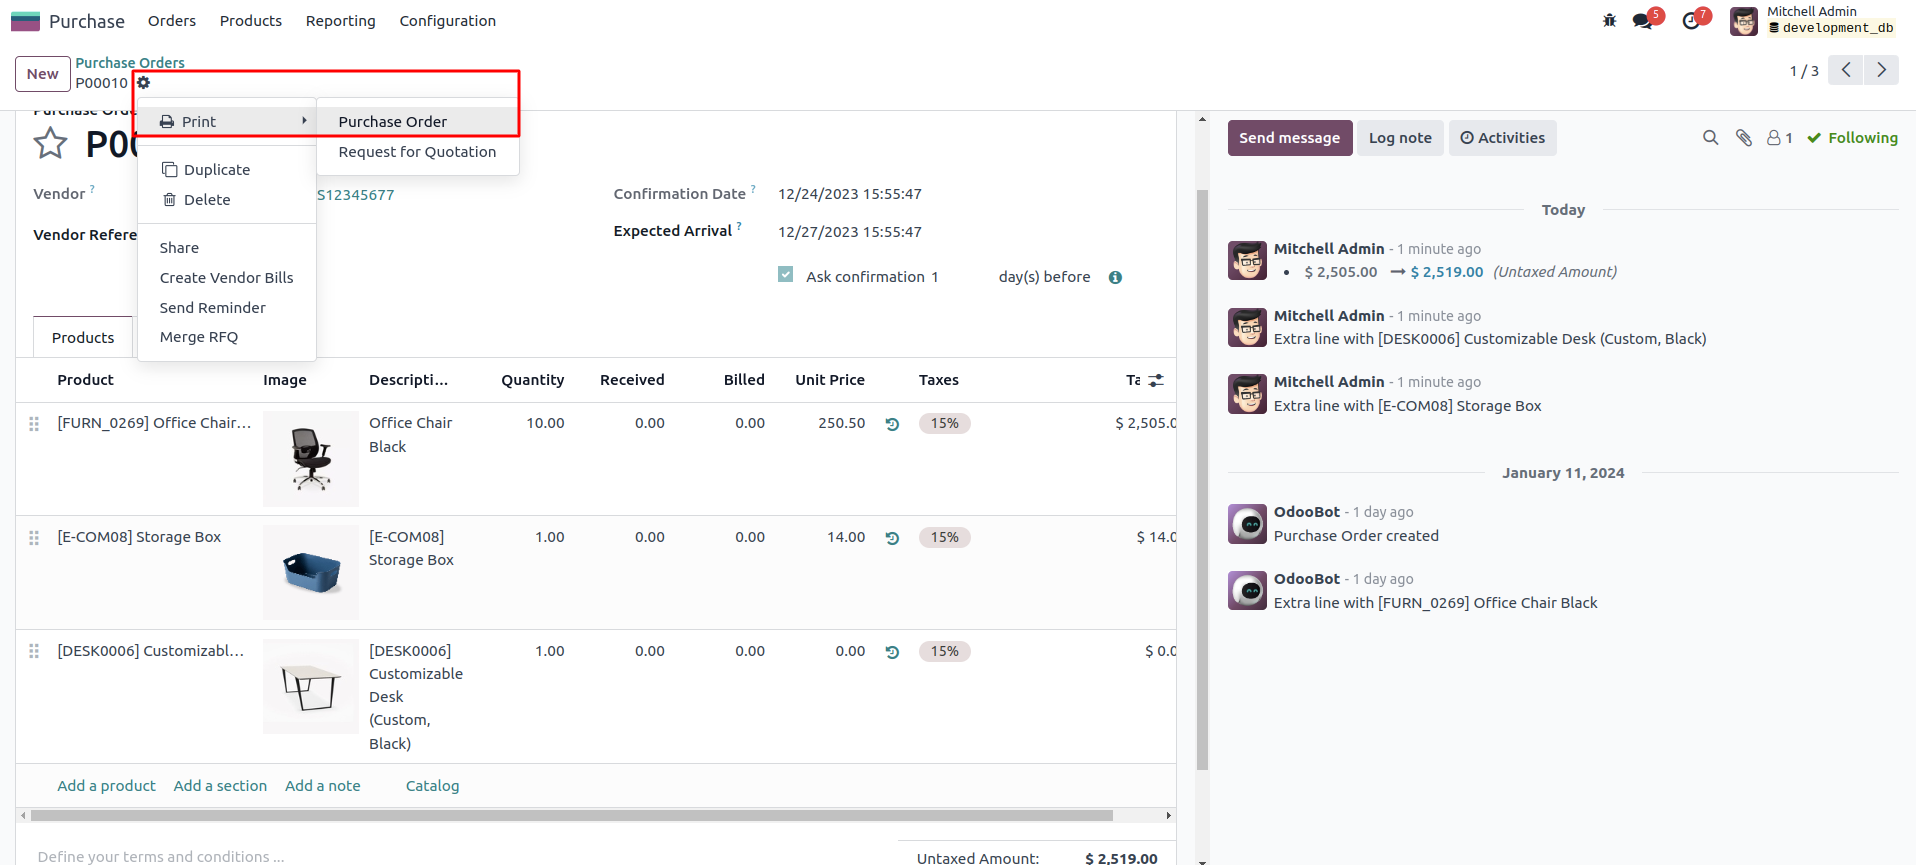 Purchase Orders Products Reporting Configuration
5 7 Mitchell Admin
development_db
New Purchase Orders
P00010
1 / 3
Purchase Orde
P00
Print
Duplicate
Delete
Share
Create Vendor Bills
Send Reminder
Merge RFQ
Purchase Order
Request for Quotation
Vendor ?
S12345677
Vendor Refere
Confirmation Date ? 12/24/2023 15:55:47
Expected Arrival ? 12/27/2023 15:55:47
Ask confirmation 1 day(s) before
Products
Product Image Descripti... Quantity Received Billed Unit Price Taxes Ta
[FURN_0269] Office Chair... Office Chair 10.00 0.00 0.00 250.50 15% $ 2,505.0
Black
[E-COM08] Storage Box [E-COM08] 1.00 0.00 0.00 14.00 15% $ 14.0
Storage Box
[DESK0006] Customizabl... [DESK0006] 1.00 0.00 0.00 0.00 15% $ 0.0
Customizable
Desk
(Custom,
Black)
Add a product Add a section Add a note Catalog
Define your terms and conditions ...
Untaxed Amount: $ 2,519.00
Send message Log note Activities 1 Following
Today
Mitchell Admin - 1 minute ago
• $ 2,505.00 → $ 2,519.00 (Untaxed Amount)
Mitchell Admin - 1 minute ago
Extra line with [DESK0006] Customizable Desk (Custom, Black)
Mitchell Admin - 1 minute ago
Extra line with [E-COM08] Storage Box
January 11, 2024
OdooBot - 1 day ago
Purchase Order created
OdooBot - 1 day ago
Extra line with [FURN_0269] Office Chair Black